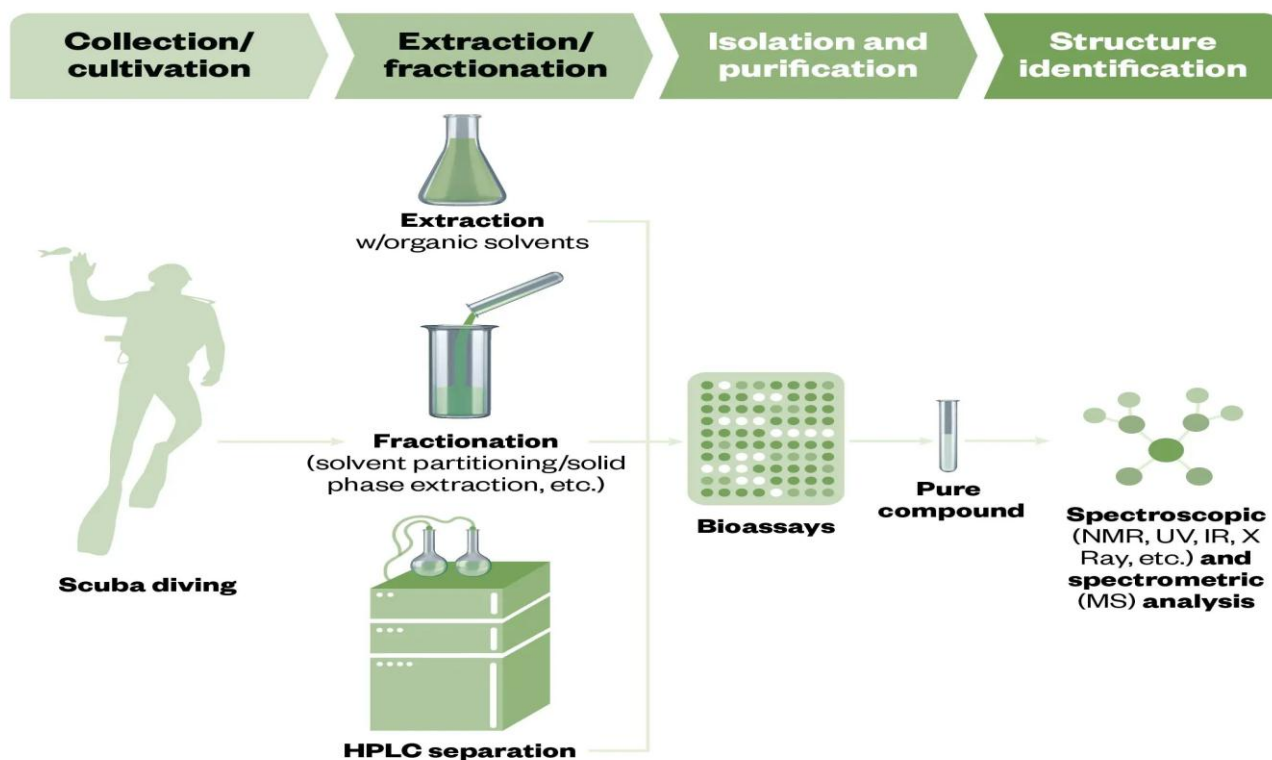 Collection/
cultivation
Extraction/
fractionation
Isolation and
purification
Structure
identification
Extraction
w/organic solvents
Fractionation
(solvent partitioning/solid
phase extraction, etc.)
HPLC separation
Scuba diving
Bioassays
Pure
compound
Spectroscopic
(NMR, UV, IR, X
Ray, etc.) and
spectrometric
(MS) analysis